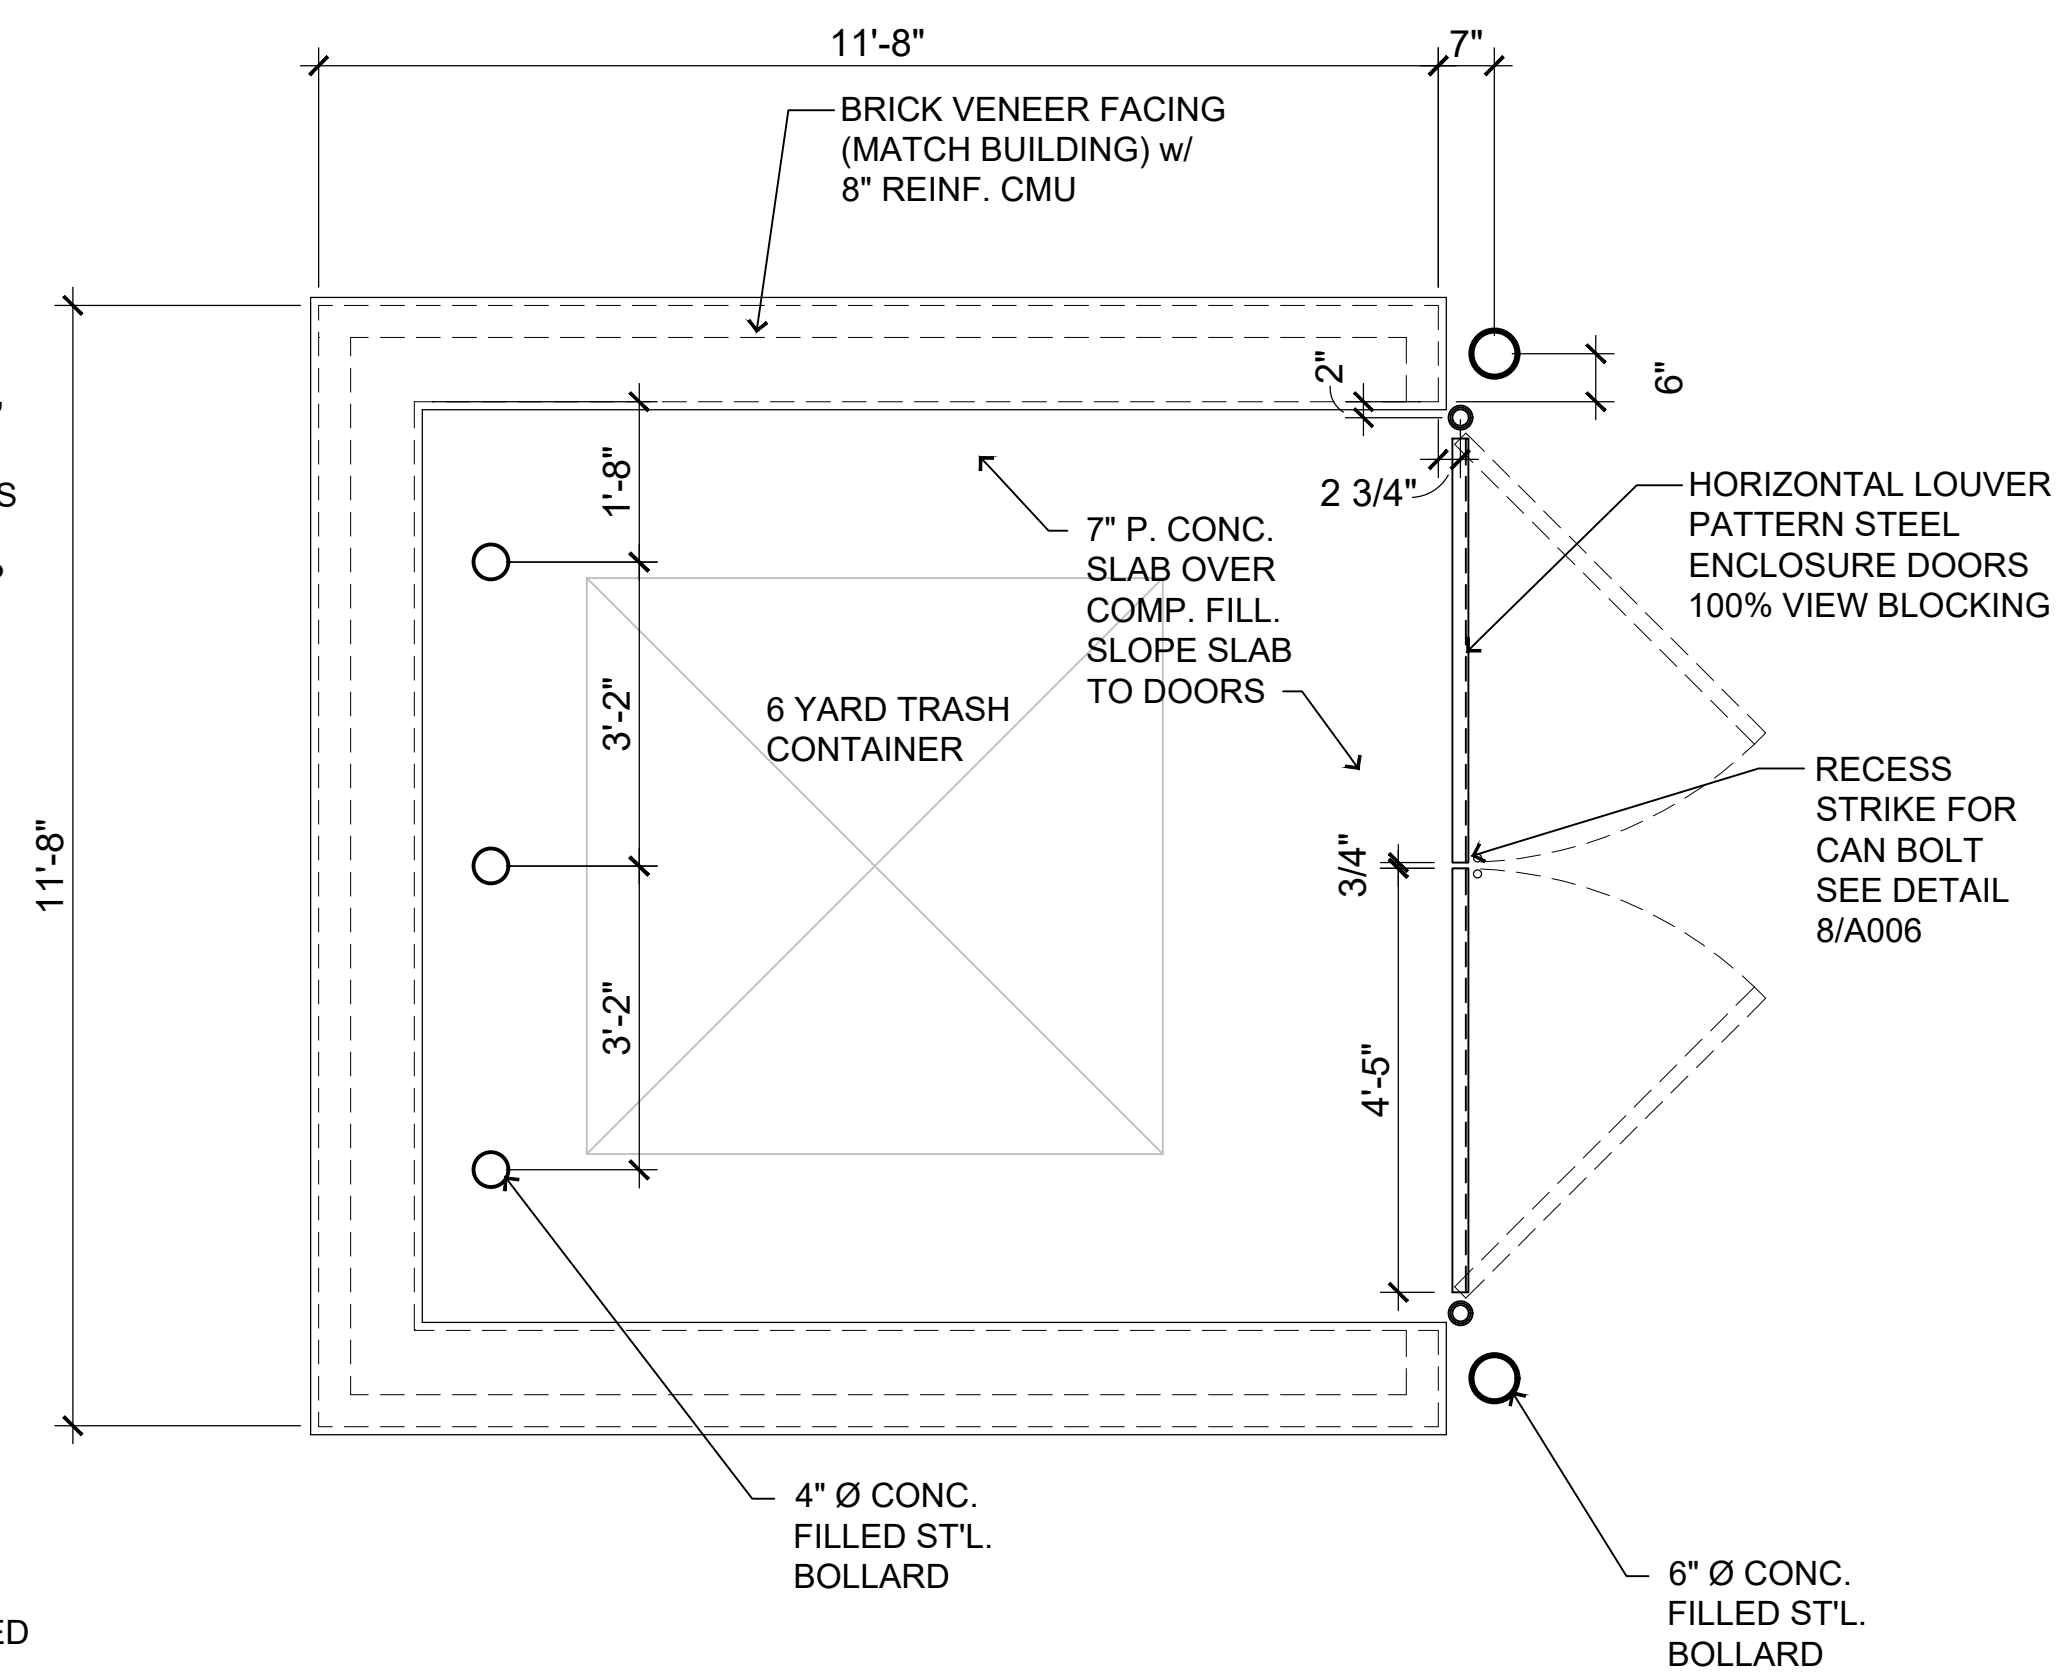 11'-8"
7"
BRICK VENEER FACING
(MATCH BUILDING) w/
8" REINF. CMU
2"
6"
1'-8"
2 3/4"
HORIZONTAL LOUVER
PATTERN STEEL
ENCLOSURE DOORS
100% VIEW BLOCKING
S
7" P. CONC.
SLAB OVER
COMP. FILL.
SLOPE SLAB
TO DOORS
3'-2"
6 YARD TRASH
CONTAINER
RECESS
STRIKE FOR
CAN BOLT
SEE DETAIL
8/A006
3/4"
11'-8"
3'-2"
4'-5"
4" Ø CONC.
FILLED ST'L.
BOLLARD
6" Ø CONC.
FILLED ST'L.
BOLLARD
ED